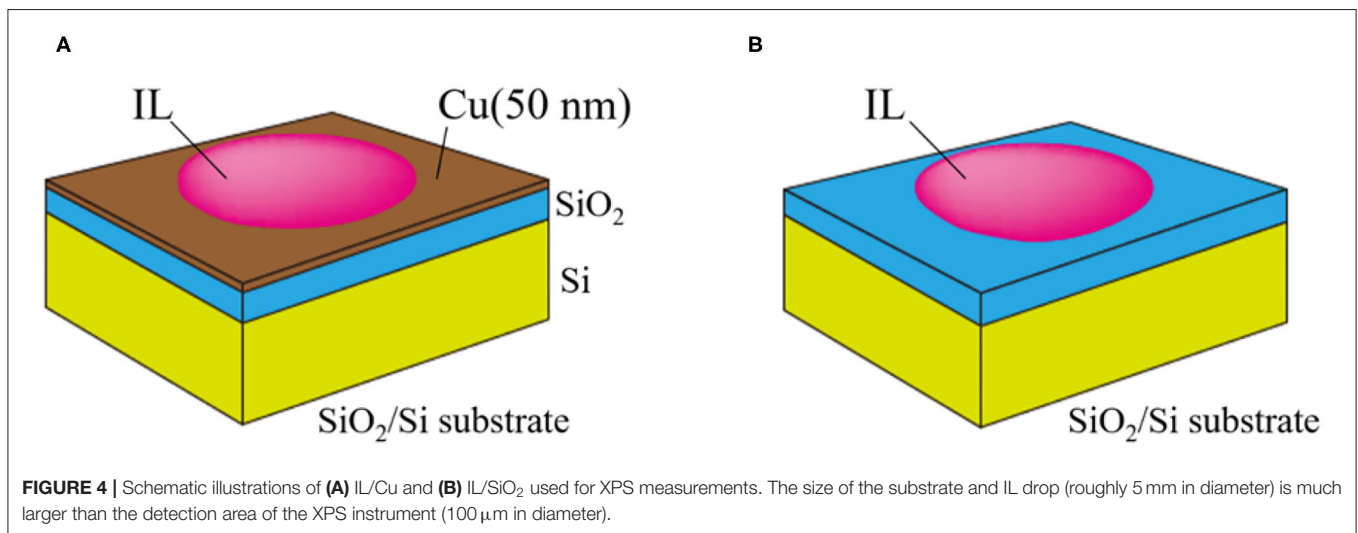 A
IL
Cu(50 nm)
SiO₂
Si
SiO₂/Si substrate
B
IL
SiO₂/Si substrate
FIGURE 4 | Schematic illustrations of (A) IL/Cu and (B) IL/SiO₂ used for XPS measurements. The size of the substrate and IL drop (roughly 5 mm in diameter) is much
larger than the detection area of the XPS instrument (100 μm in diameter).